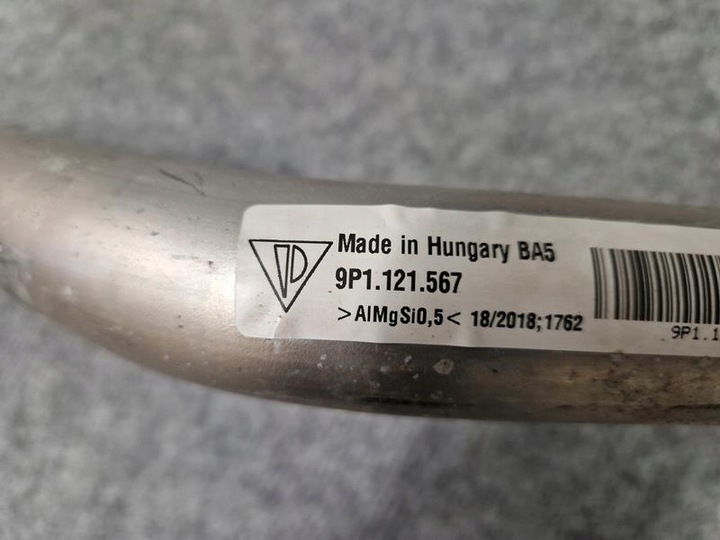 Made in Hungary BA5
9P1.121.567
>AlMgSi0,5< 18/2018;1762
9P1.1